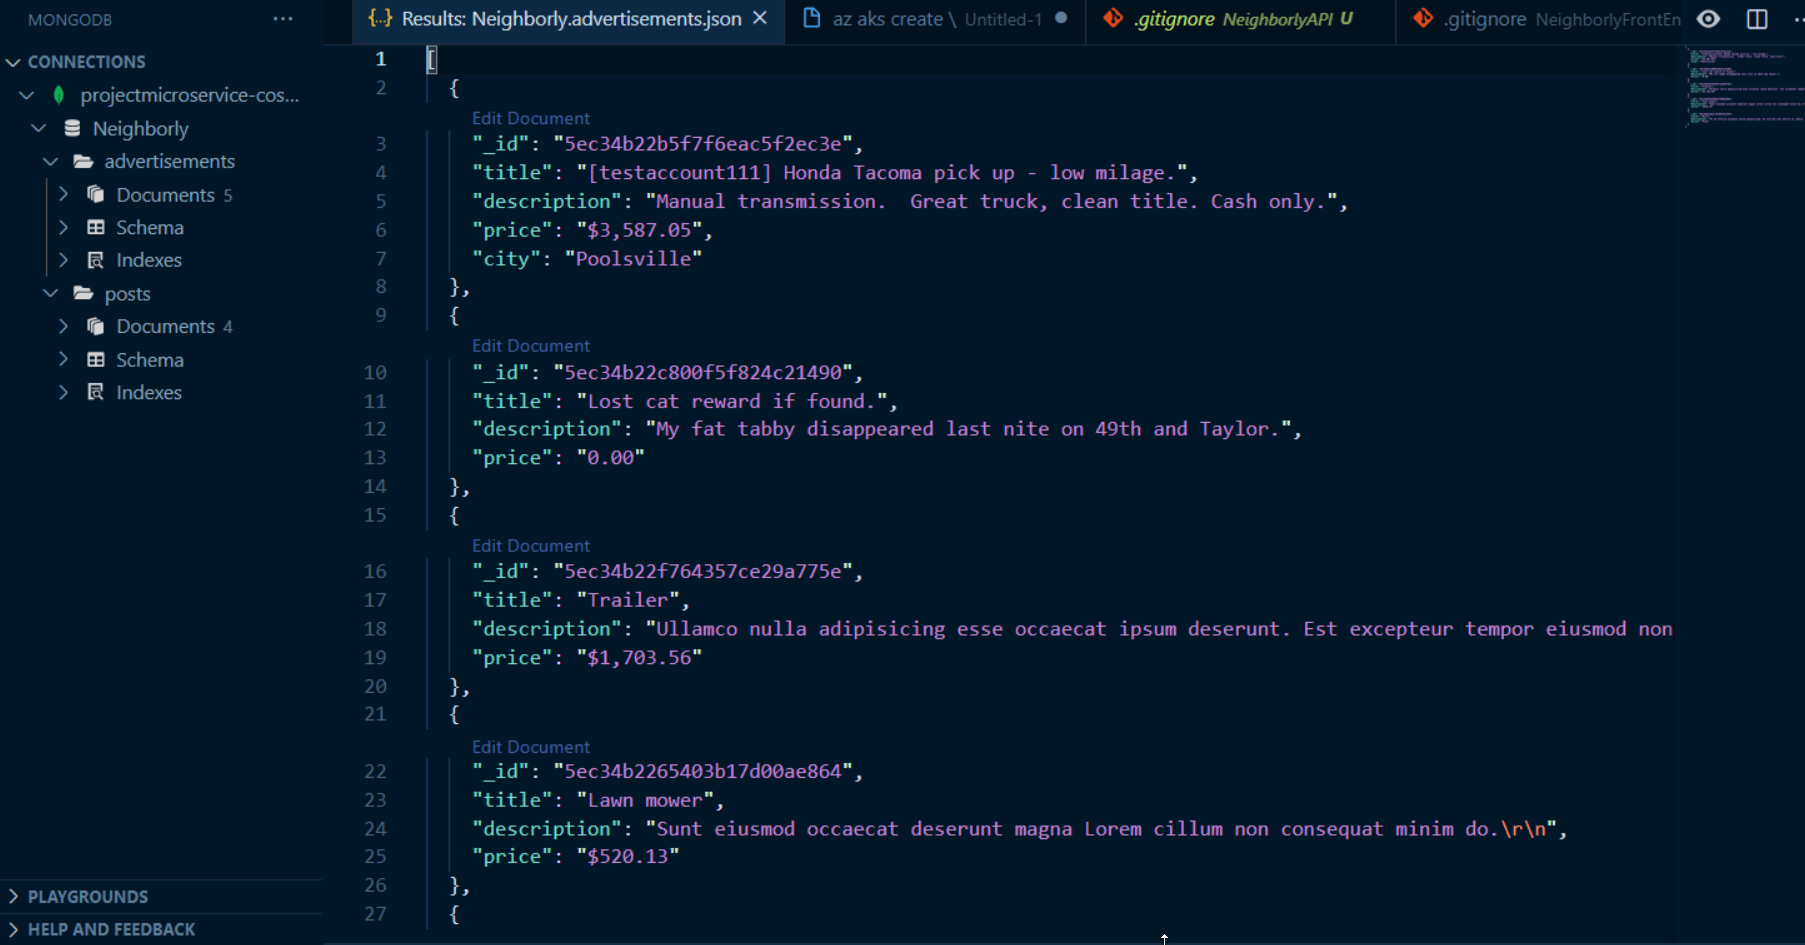 MONGODB ...
CONNECTIONS
projectmicroservice-cos...
Neighborly
advertisements
Documents 5
Schema
Indexes
posts
Documents 4
Schema
Indexes
PLAYGROUNDS
HELP AND FEEDBACK
{..} Results: Neighborly.advertisements.json × az aks create \ Untitled-1 ● .gitignore NeighborlyAPI U .gitignore NeighborlyFrontEn
1 [
2 {
Edit Document
3 "_id": "5ec34b22b5f7f6eac5f2ec3e",
4 "title": "[testaccount111] Honda Tacoma pick up - low milage.",
5 "description": "Manual transmission.  Great truck, clean title. Cash only.",
6 "price": "$3,587.05",
7 "city": "Poolsville"
8 },
9 {
Edit Document
10 "_id": "5ec34b22c800f5f824c21490",
11 "title": "Lost cat reward if found.",
12 "description": "My fat tabby disappeared last nite on 49th and Taylor.",
13 "price": "0.00"
14 },
15 {
Edit Document
16 "_id": "5ec34b22f764357ce29a775e",
17 "title": "Trailer",
18 "description": "Ullamco nulla adipisicing esse occaecat ipsum deserunt. Est excepteur tempor eiusmod non
19 "price": "$1,703.56"
20 },
21 {
Edit Document
22 "_id": "5ec34b2265403b17d00ae864",
23 "title": "Lawn mower",
24 "description": "Sunt eiusmod occaecat deserunt magna Lorem cillum non consequat minim do.\r\n",
25 "price": "$520.13"
26 },
27 {